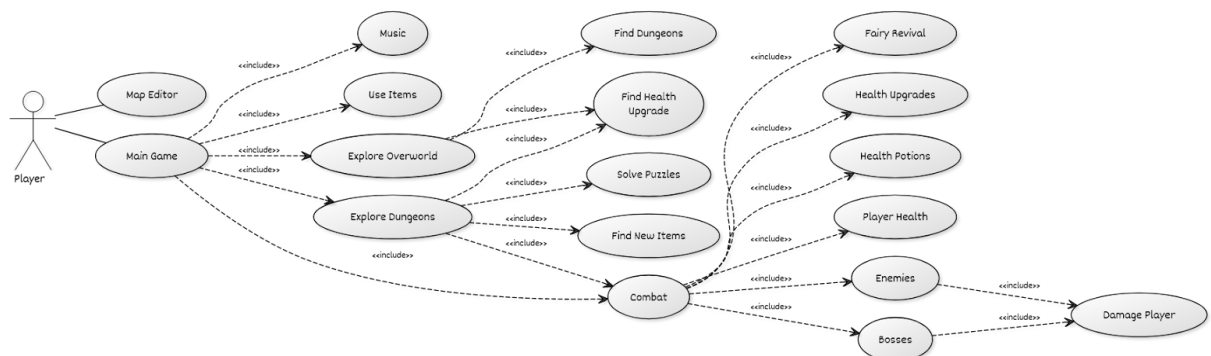 Player
Map Editor
Main Game
<<include>>
<<include>>
<<include>>
<<include>>
<<include>>
Music
Use Items
Explore Overworld
Explore Dungeons
<<include>>
<<include>>
<<include>>
<<include>>
<<include>>
<<include>>
Find Dungeons
Find Health
Upgrade
Solve Puzzles
Find New Items
Combat
<<include>>
<<include>>
<<include>>
<<include>>
<<include>>
<<include>>
Fairy Revival
Health Upgrades
Health Potions
Player Health
Enemies
Bosses
<<include>>
<<include>>
Damage Player